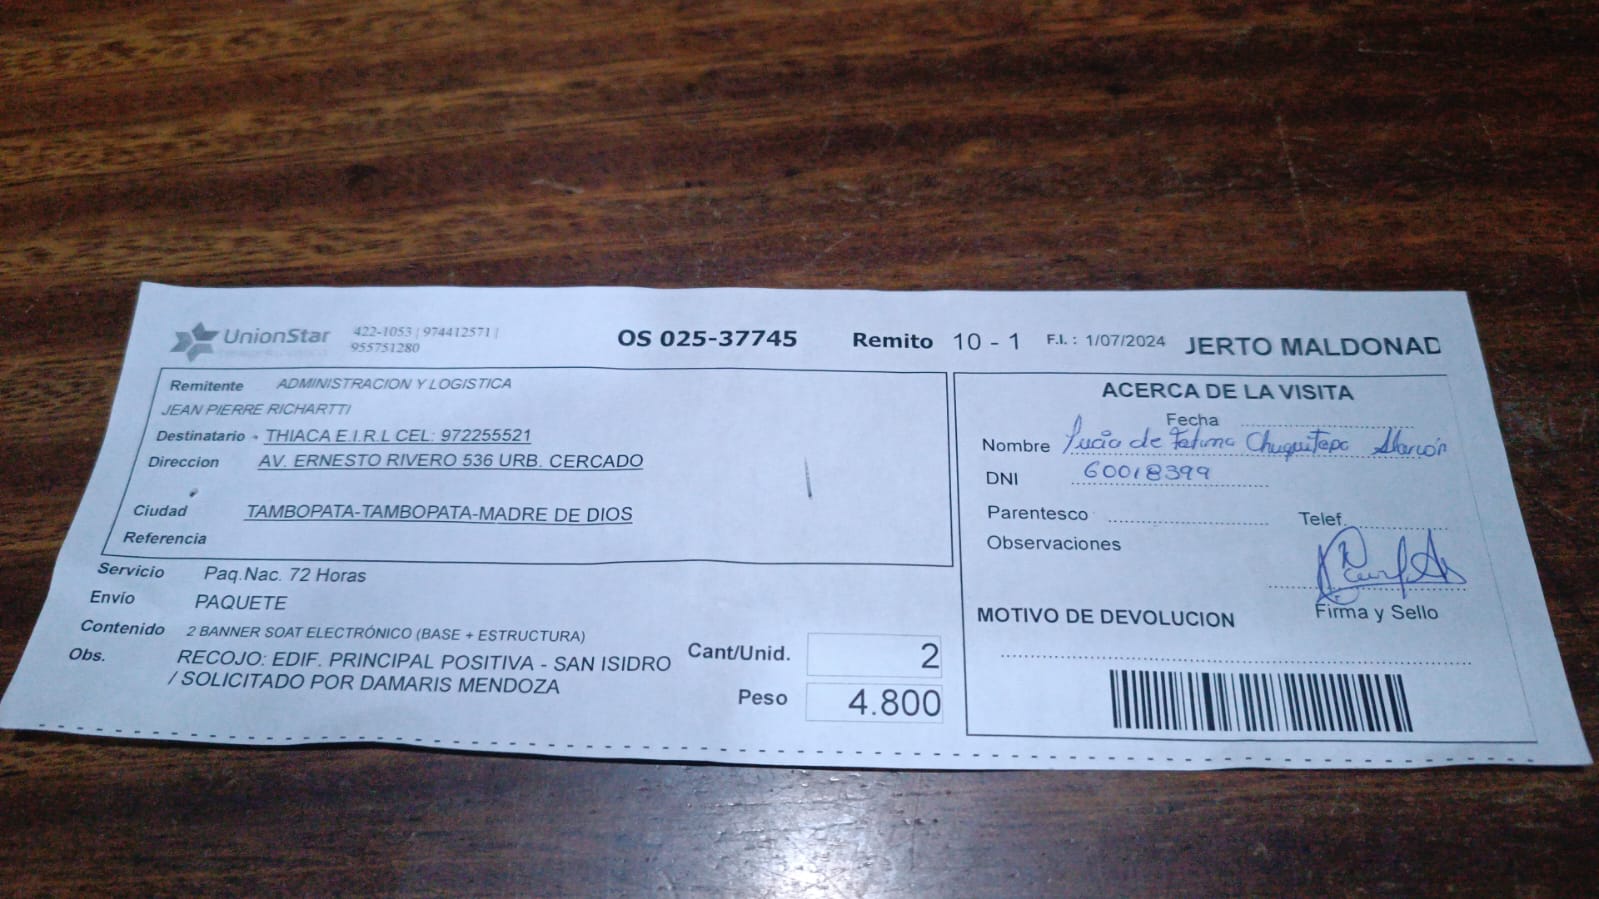 UnionStar 422-1053 | 974412571 |
955751280
OS 025-37745 Remito 10 - 1 F.I. : 1/07/2024 JERTO MALDONAD
Remitente ADMINISTRACION Y LOGISTICA
JEAN PIERRE RICHARTTI
Destinatario - THIACA E.I.R.L CEL: 972255521
Direccion AV. ERNESTO RIVERO 536 URB. CERCADO
Ciudad TAMBOPATA-TAMBOPATA-MADRE DE DIOS
Referencia
Servicio Paq.Nac. 72 Horas
Envío PAQUETE
Contenido 2 BANNER SOAT ELECTRÓNICO (BASE + ESTRUCTURA)
Obs. RECOJO: EDIF. PRINCIPAL POSITIVA - SAN ISIDRO
/ SOLICITADO POR DAMARIS MENDOZA
Cant/Unid. 2
Peso 4.800
ACERCA DE LA VISITA
Fecha
Nombre Lucia de Fatima Chuquitepa Alarcón
DNI 60018399
Parentesco Telef.
Observaciones
Firma y Sello
MOTIVO DE DEVOLUCION